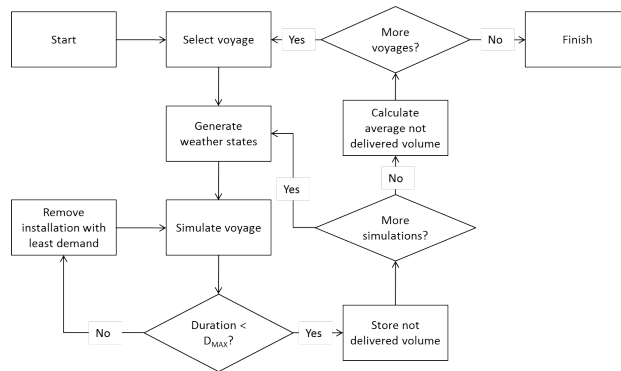 Start
Select voyage
Yes
More
voyages?
No
Finish
Generate
weather states
Calculate
average not
delivered volume
No
Yes
Remove
installation with
least demand
Simulate voyage
More
simulations?
No
Duration <
D_MAX?
Yes
Store not
delivered volume